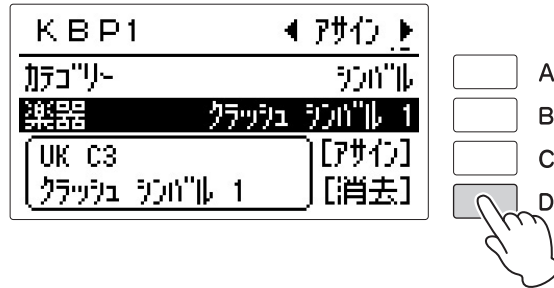 KBP1 ◀ アサイン ▶
カテゴリー シンバル
楽器 クラッシュ シンバル 1
UK C3 [アサイン]
クラッシュ シンバル 1 [消去]
A
B
C
D